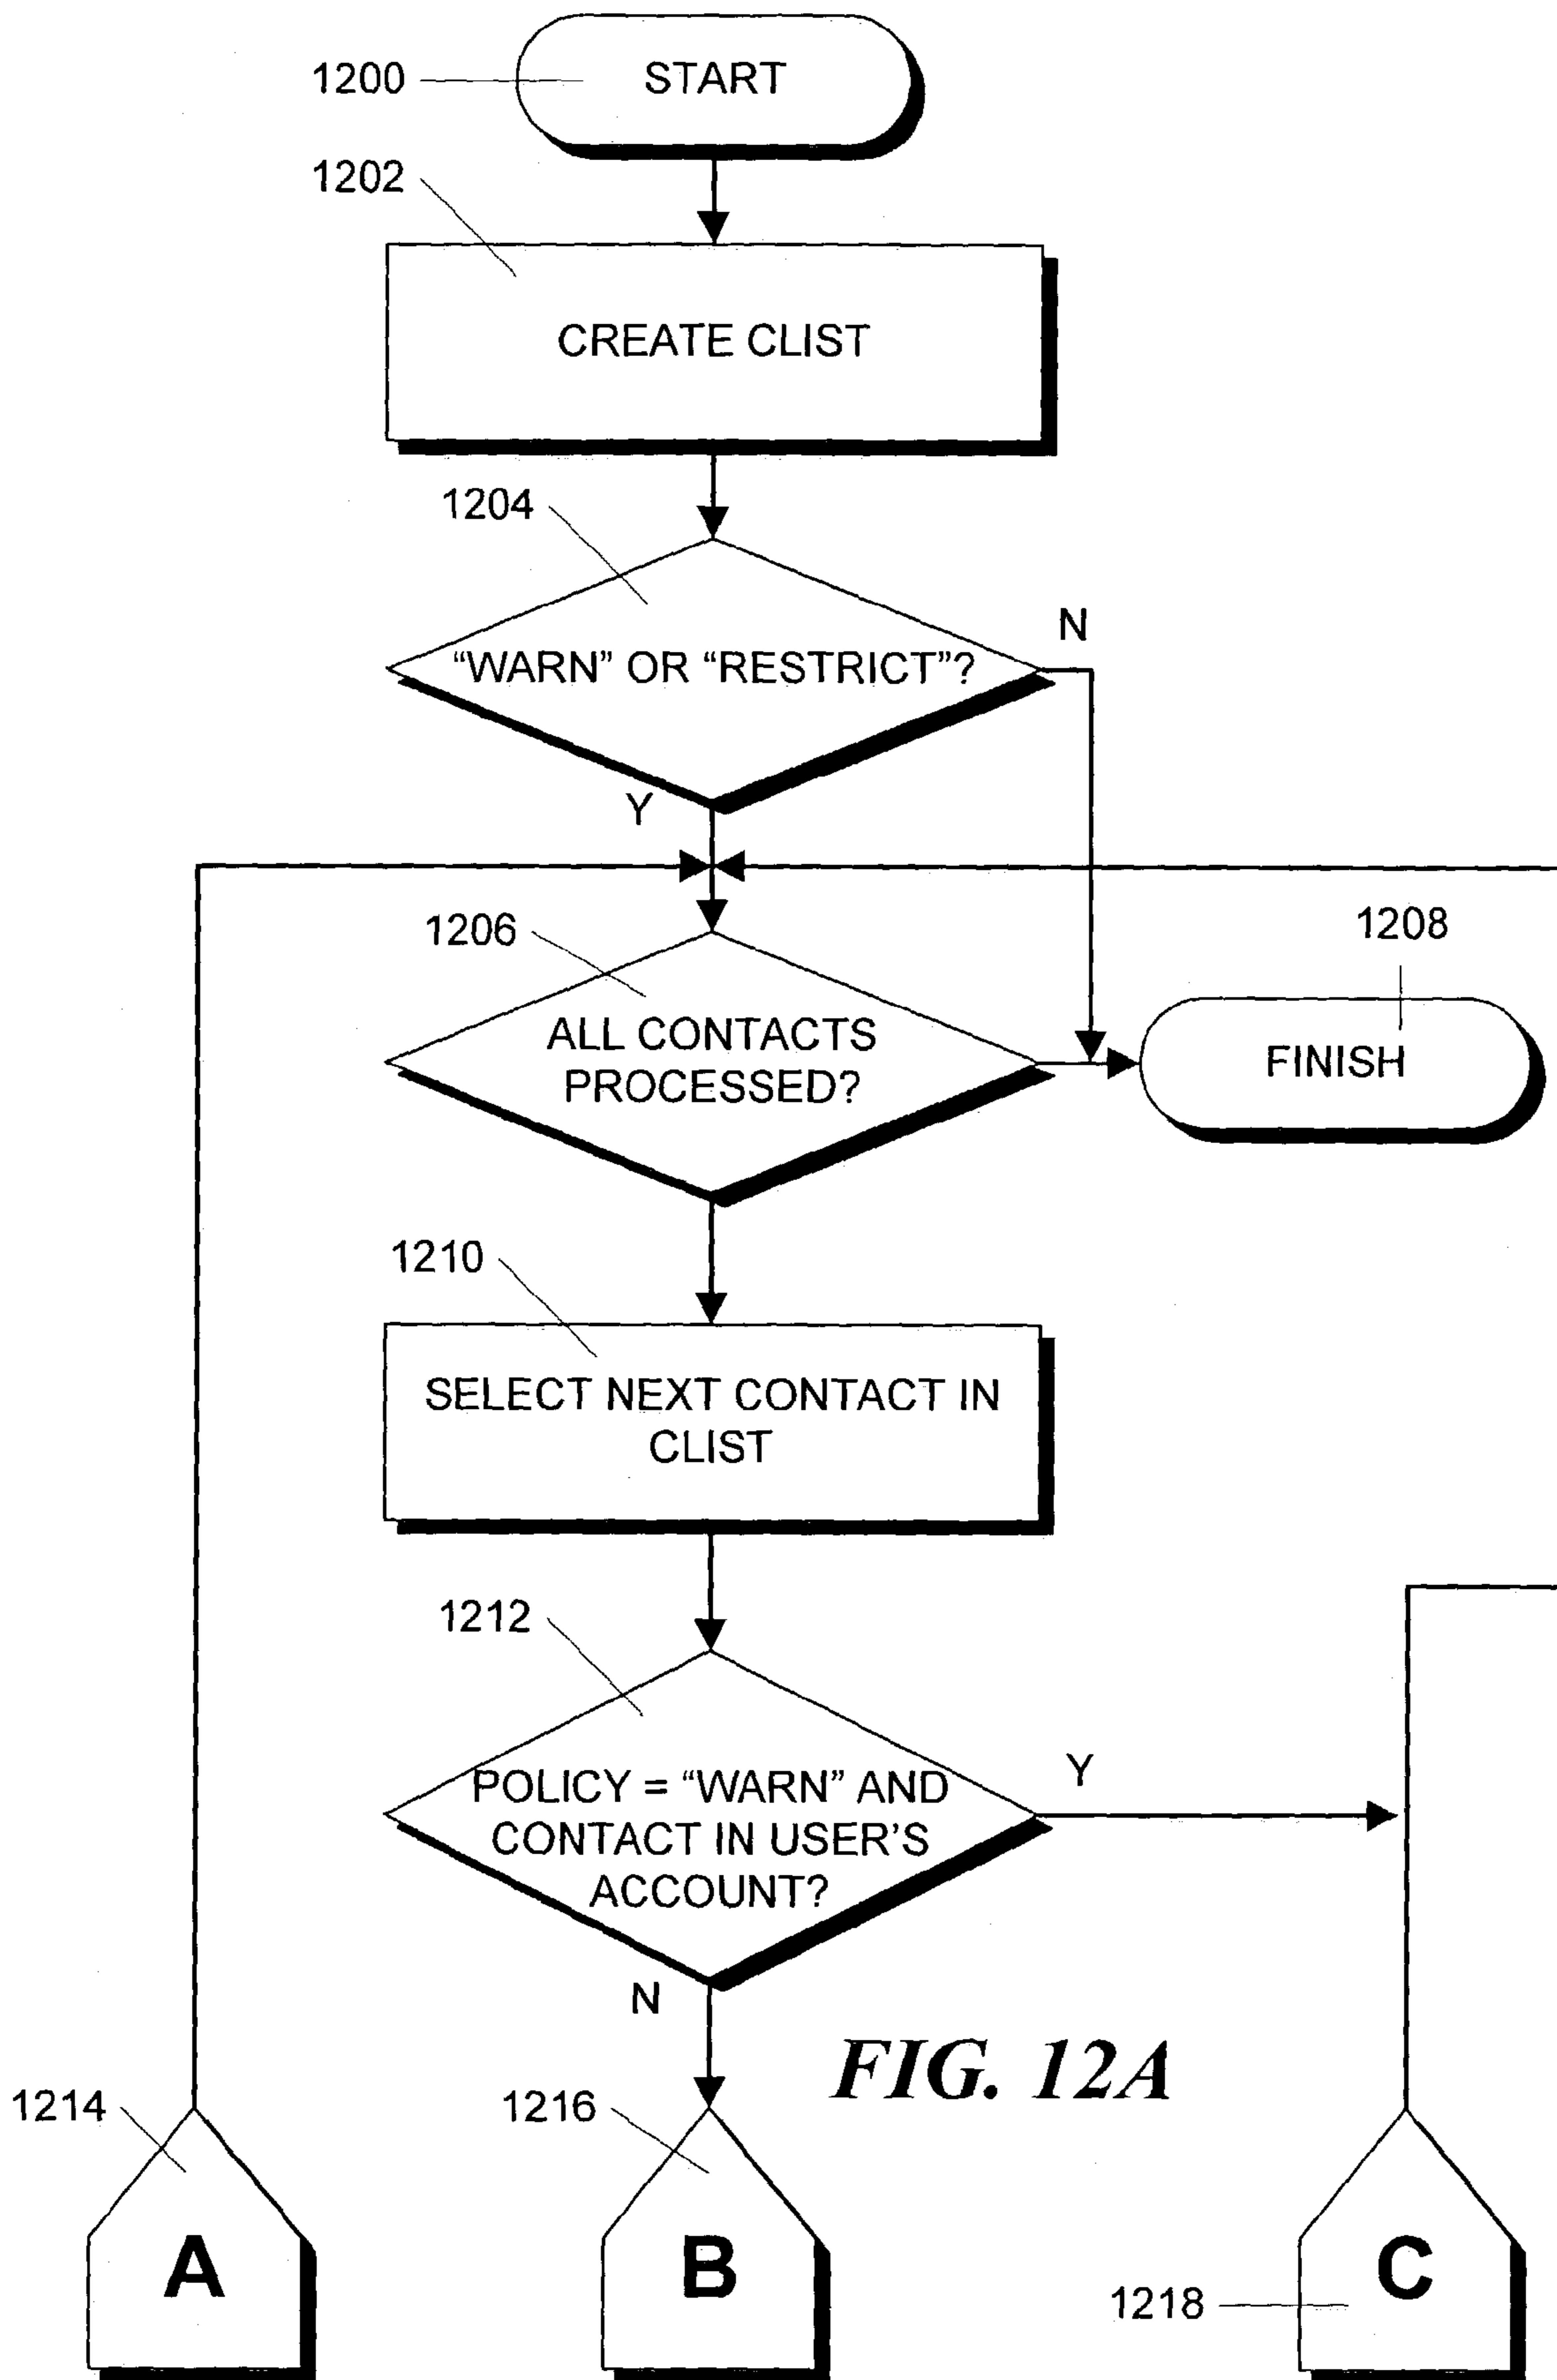 1200
START
1202
CREATE CLIST
1204
N
“WARN” OR “RESTRICT”?
Y
1206
1208
ALL CONTACTS
PROCESSED?
FINISH
1210
SELECT NEXT CONTACT IN
CLIST
1212
Y
POLICY = “WARN” AND
CONTACT IN USER’S
ACCOUNT?
N
FIG. 12A
1214
1216
A
B
C
1218